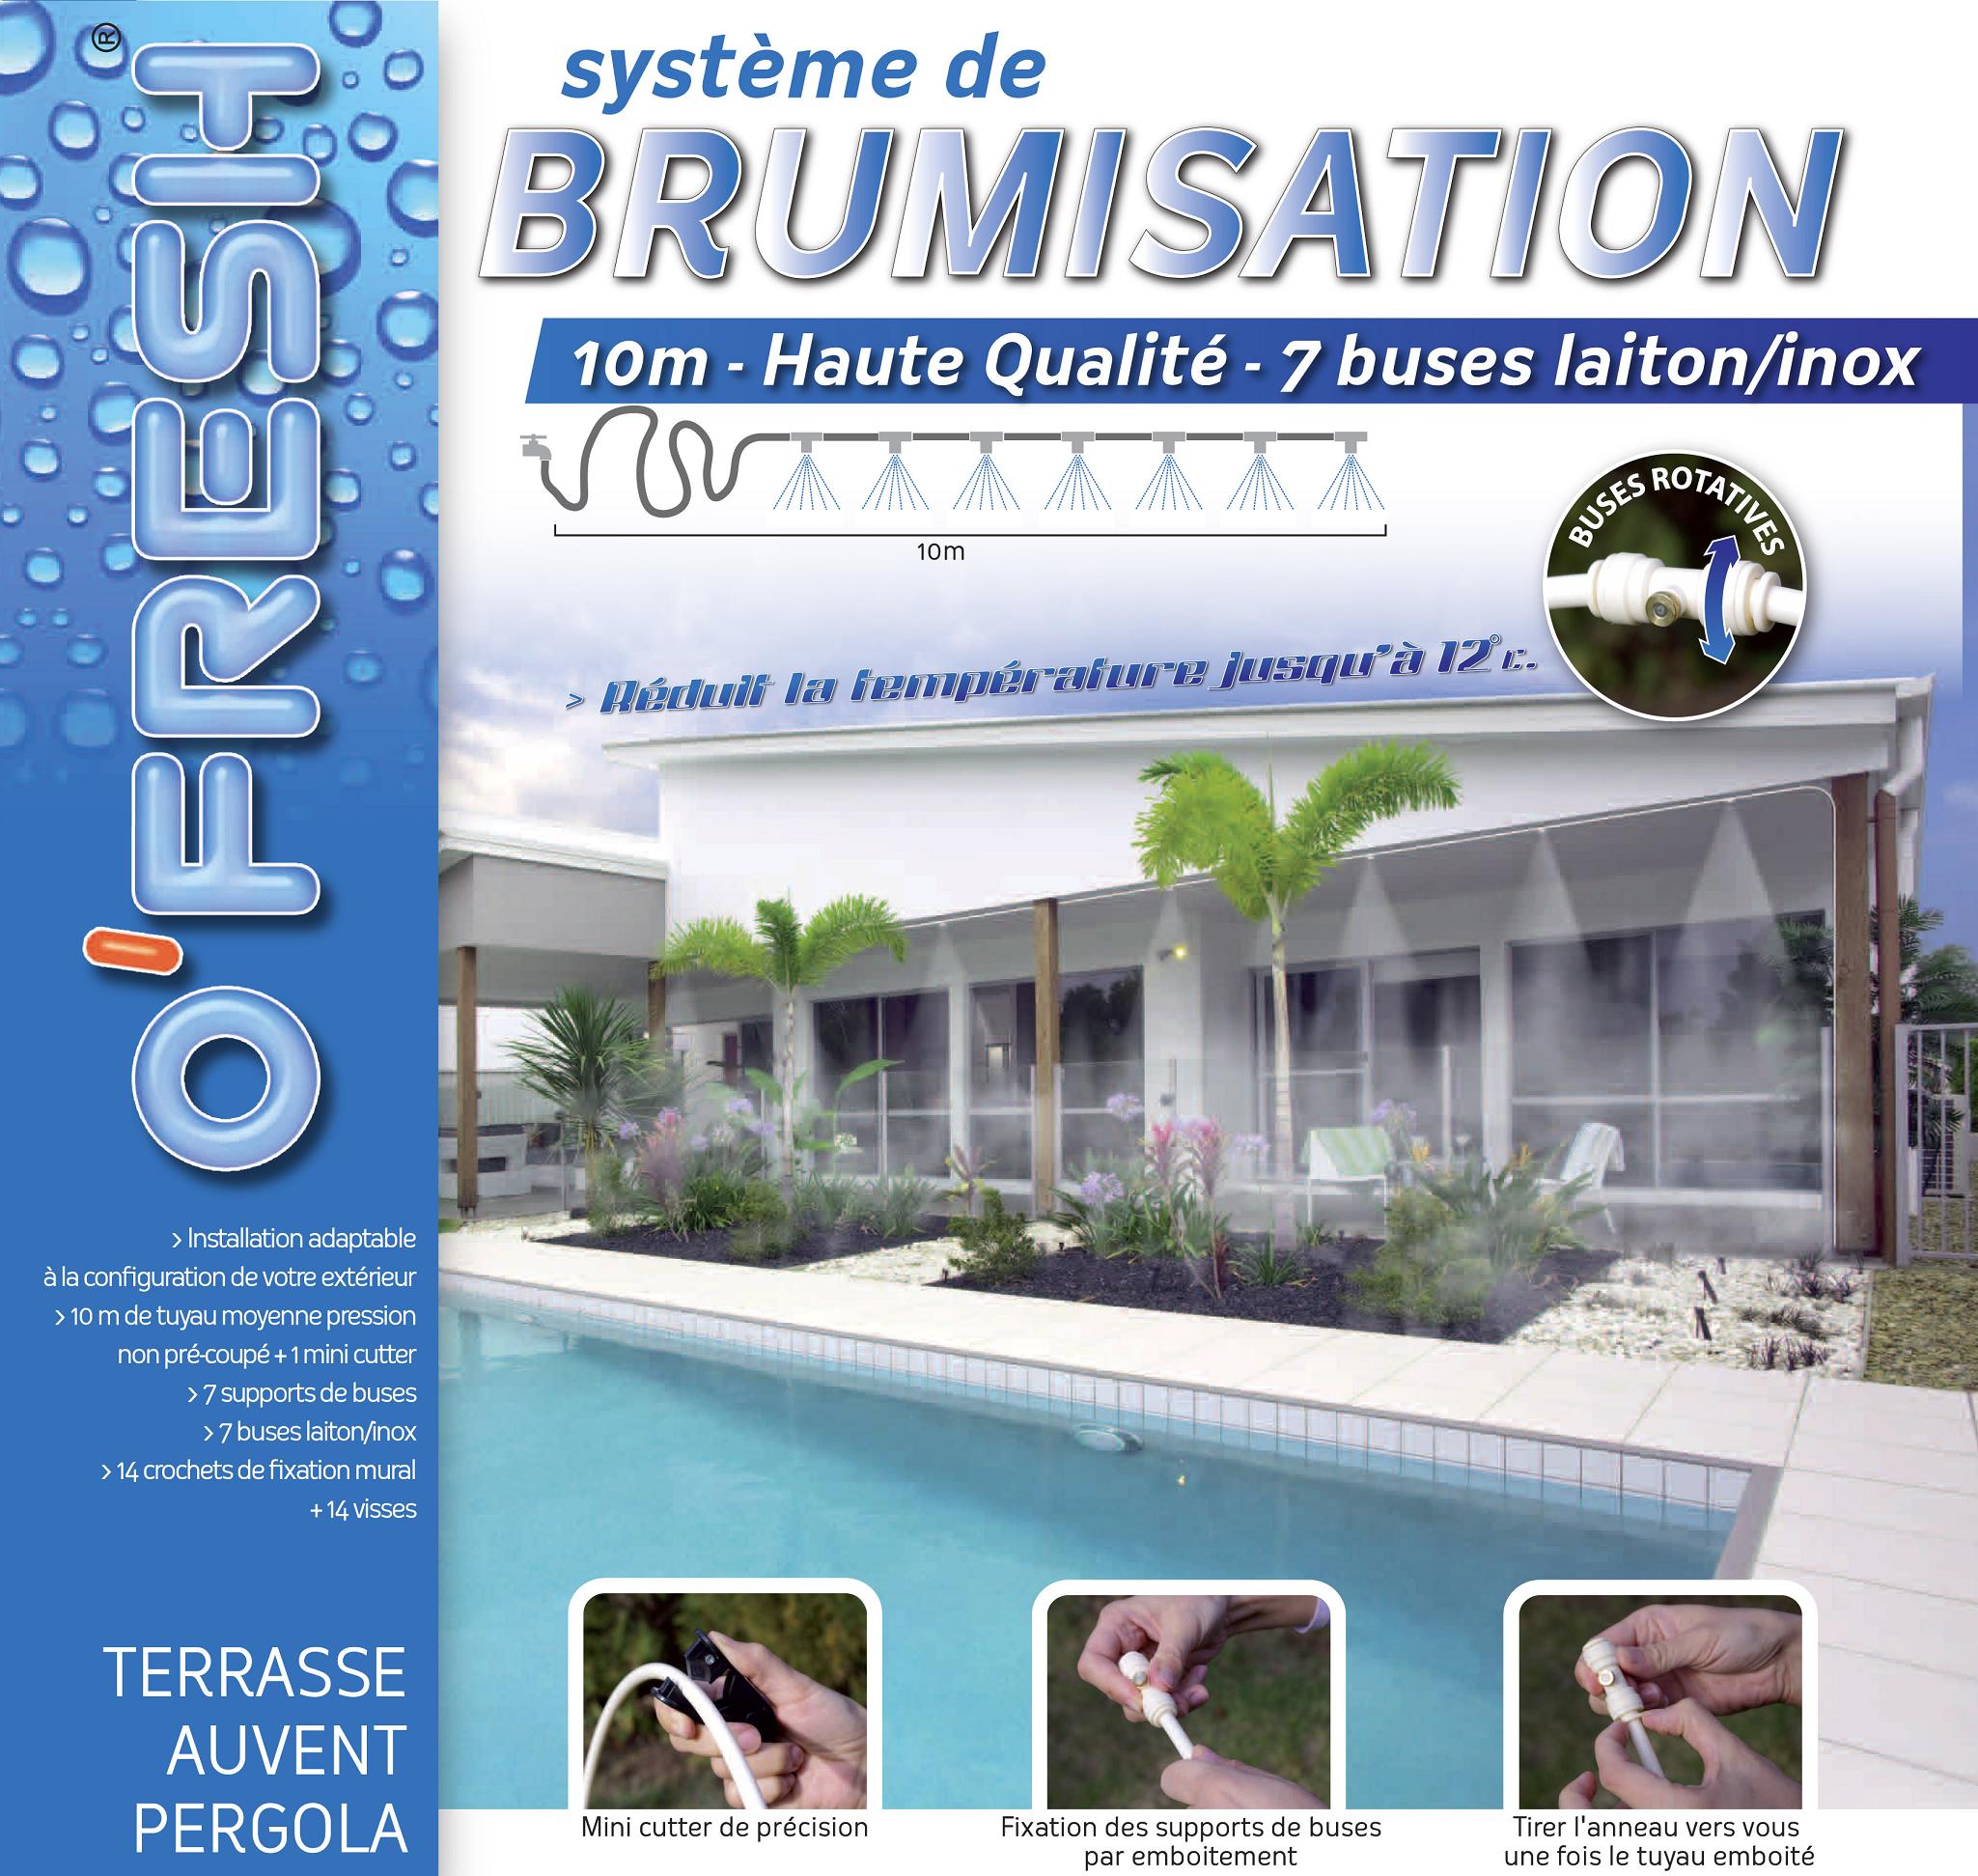 O'FRESH®
› Installation adaptable
à la configuration de votre extérieur
› 10 m de tuyau moyenne pression
non pré-coupé + 1 mini cutter
› 7 supports de buses
› 7 buses laiton/inox
› 14 crochets de fixation mural
+ 14 visses
TERRASSE
AUVENT
PERGOLA
système de
BRUMISATION
10m - Haute Qualité - 7 buses laiton/inox
10m
BUSES ROTATIVES
> Réduit la température jusqu'à 12°c.
Mini cutter de précision
Fixation des supports de buses
par emboitement
Tirer l'anneau vers vous
une fois le tuyau emboité